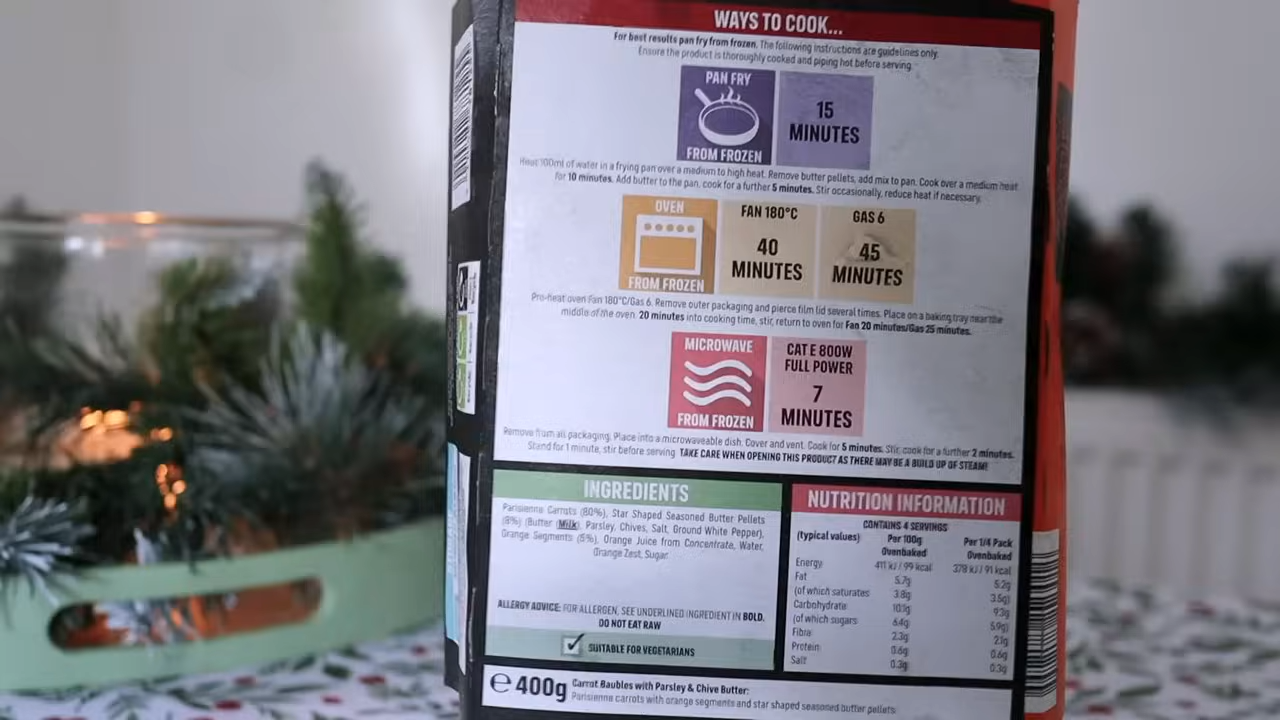 WAYS TO COOK...
For best results pan fry from frozen. The following instructions are guidelines only.
Ensure the product is thoroughly cooked and piping hot before serving.
PAN FRY
FROM FROZEN
15
MINUTES
Heat 100ml of water in a frying pan over a medium to high heat. Remove butter pellets, add mix to pan. Cook over a medium heat
for 10 minutes. Add butter to the pan, cook for a further 5 minutes. Stir occasionally, reduce heat if necessary.
OVEN
FROM FROZEN
FAN 180°C
40
MINUTES
GAS 6
45
MINUTES
Pre-heat oven Fan 180°C/Gas 6. Remove outer packaging and pierce film lid several times. Place on a baking tray near the
middle of the oven. 20 minutes into cooking time, stir, return to oven for Fan 20 minutes/Gas 25 minutes.
MICROWAVE
FROM FROZEN
CAT E 800W
FULL POWER
7
MINUTES
Remove from all packaging. Place into a microwaveable dish. Cover and vent. Cook for 5 minutes. Stir, cook for a further 2 minutes.
Stand for 1 minute, stir before serving TAKE CARE WHEN OPENING THIS PRODUCT AS THERE MAY BE A BUILD UP OF STEAM!
INGREDIENTS
Parisienne Carrots (80%), Star Shaped Seasoned Butter Pellets
(8%) (Butter (Milk), Parsley, Chives, Salt, Ground White Pepper),
Orange Segments (5%), Orange Juice from Concentrate, Water,
Orange Zest, Sugar.
ALLERGY ADVICE: FOR ALLERGEN, SEE UNDERLINED INGREDIENT IN BOLD.
DO NOT EAT RAW
SUITABLE FOR VEGETARIANS
NUTRITION INFORMATION
CONTAINS 4 SERVINGS
(typical values) Per 100g Ovenbaked Per 1/4 Pack Ovenbaked
Energy 411 kJ / 99 kcal 378 kJ / 91 kcal
Fat 5.7g 5.2g
(of which saturates 3.8g 3.5g)
Carbohydrate 10.1g 9.3g
(of which sugars 6.4g 5.9g)
Fibre 2.3g 2.1g
Protein 0.6g 0.6g
Salt 0.3g 0.3g
e 400g Carrot Baubles with Parsley & Chive Butter:
Parisienne carrots with orange segments and star shaped seasoned butter pellets